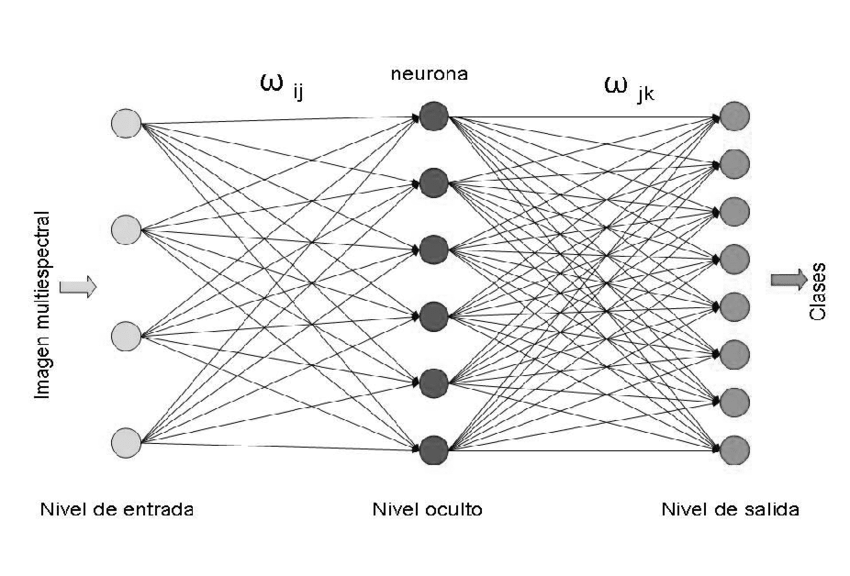 neurona
ω ij
ω jk
Imagen multiespectral
Clases
Nivel de entrada
Nivel oculto
Nivel de salida